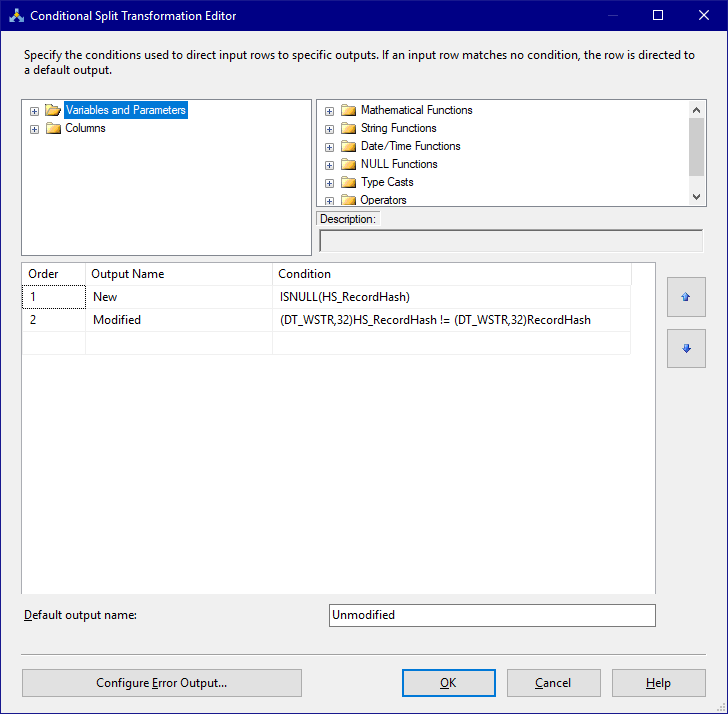 Conditional Split Transformation Editor
Specify the conditions used to direct input rows to specific outputs. If an input row matches no condition, the row is directed to
a default output.
Variables and Parameters
Columns
Mathematical Functions
String Functions
Date/Time Functions
NULL Functions
Type Casts
Operators
Description:
Order Output Name Condition
1 New ISNULL(HS_RecordHash)
2 Modified (DT_WSTR,32)HS_RecordHash != (DT_WSTR,32)RecordHash
Default output name: Unmodified
Configure Error Output... OK Cancel Help